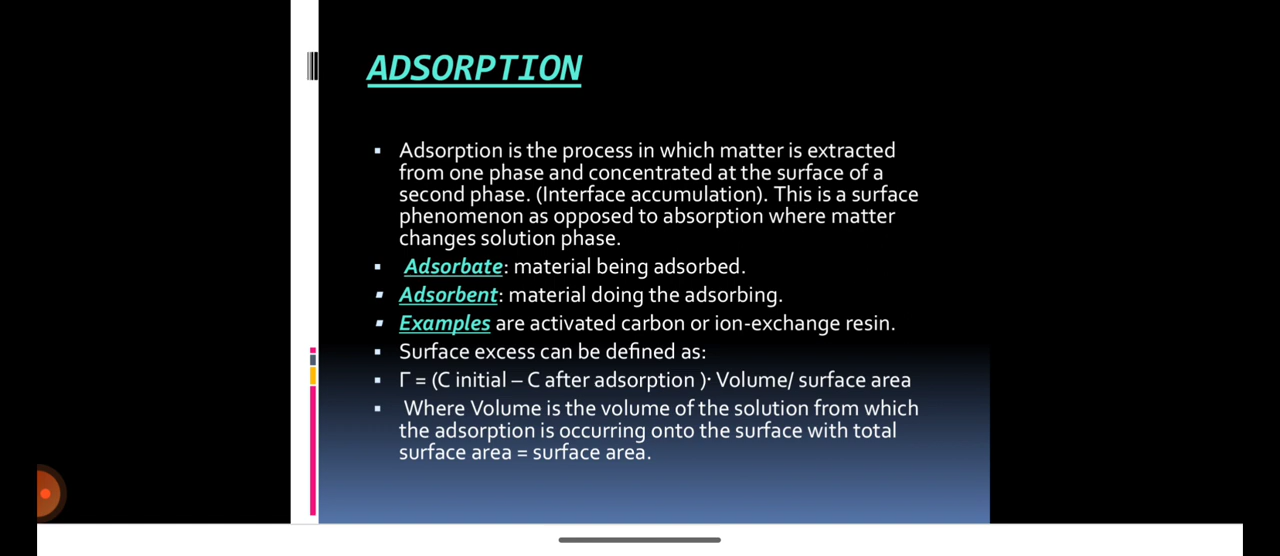 ADSORPTION
▪ Adsorption is the process in which matter is extracted
from one phase and concentrated at the surface of a
second phase. (Interface accumulation). This is a surface
phenomenon as opposed to absorption where matter
changes solution phase.
▪ Adsorbate: material being adsorbed.
▪ Adsorbent: material doing the adsorbing.
▪ Examples are activated carbon or ion-exchange resin.
▪ Surface excess can be defined as:
▪ Γ = (C initial – C after adsorption )· Volume/ surface area
▪ Where Volume is the volume of the solution from which
the adsorption is occurring onto the surface with total
surface area = surface area.